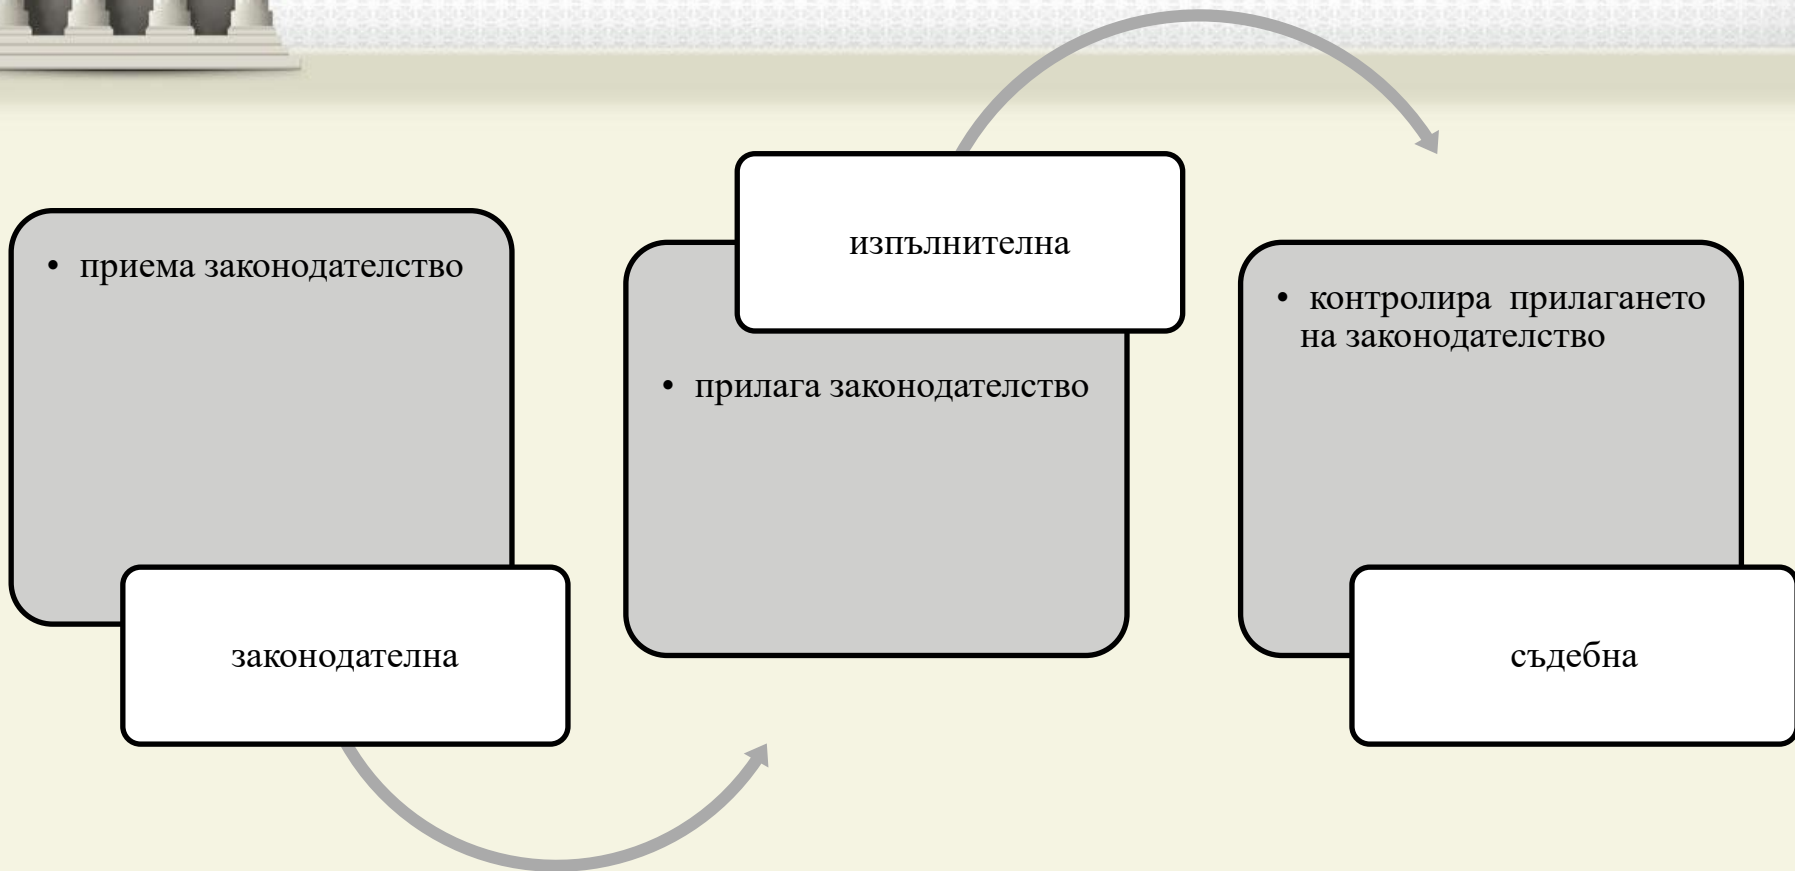 • приема законодателство
законодателна
изпълнителна
• прилага законодателство
• контролира прилагането
на законодателство
съдебна